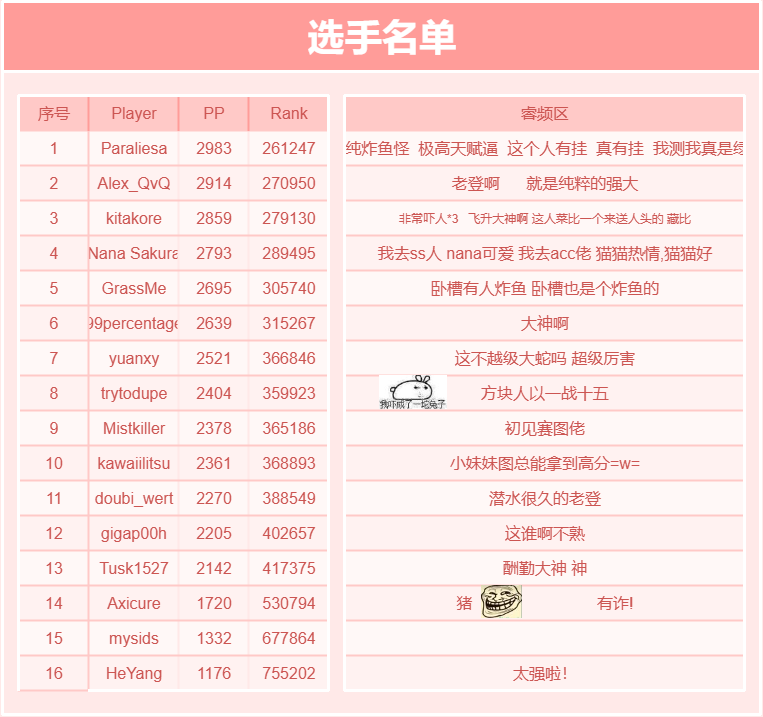 选手名单
序号 Player PP Rank 睿频区
1 Paraliesa 2983 261247 纯炸鱼怪 极高天赋逼 这个人有挂 真有挂 我测我真是
2 Alex_QvQ 2914 270950 老登啊 就是纯粹的强大
3 kitakore 2859 279130 非常吓人*3 飞升大神啊 这人菜比一个来送人头的 藏比
4 Nana Sakura 2793 289495 我去ss人 nana可爱 我去acc佬 猫猫热情,猫猫好
5 GrassMe 2695 305740 卧槽有人炸鱼 卧槽也是个炸鱼的
6 99percentage 2639 315267 大神啊
7 yuanxy 2521 366846 这不越级大蛇吗 超级厉害
8 trytodupe 2404 359923 我吓成了一坨兔子 方块人以一战十五
9 Mistkiller 2378 365186 初见赛图佬
10 kawaiilitsu 2361 368893 小妹妹图总能拿到高分=w=
11 doubi_wert 2270 388549 潜水很久的老登
12 gigap00h 2205 402657 这谁啊不熟
13 Tusk1527 2142 417375 酬勤大神 神
14 Axicure 1720 530794 猪 有诈!
15 mysids 1332 677864
16 HeYang 1176 755202 太强啦!